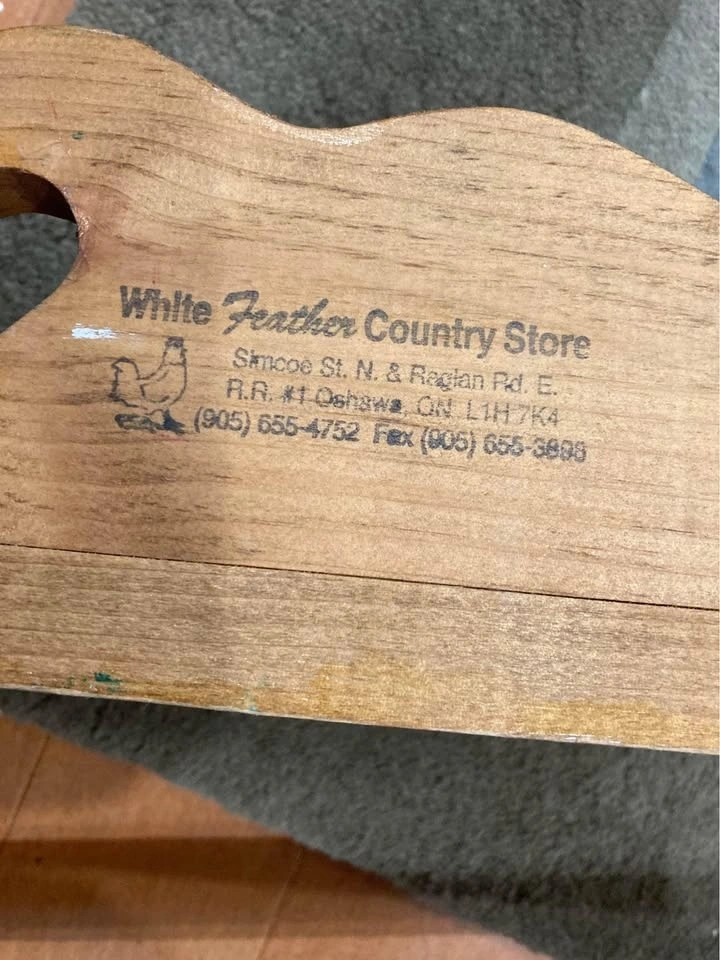 White Feather Country Store
Simcoe St. N. & Raglan Rd. E.
R.R. #1 Oshawa, ON L1H 7K4
(905) 655-4752 Fax (905) 655-3898